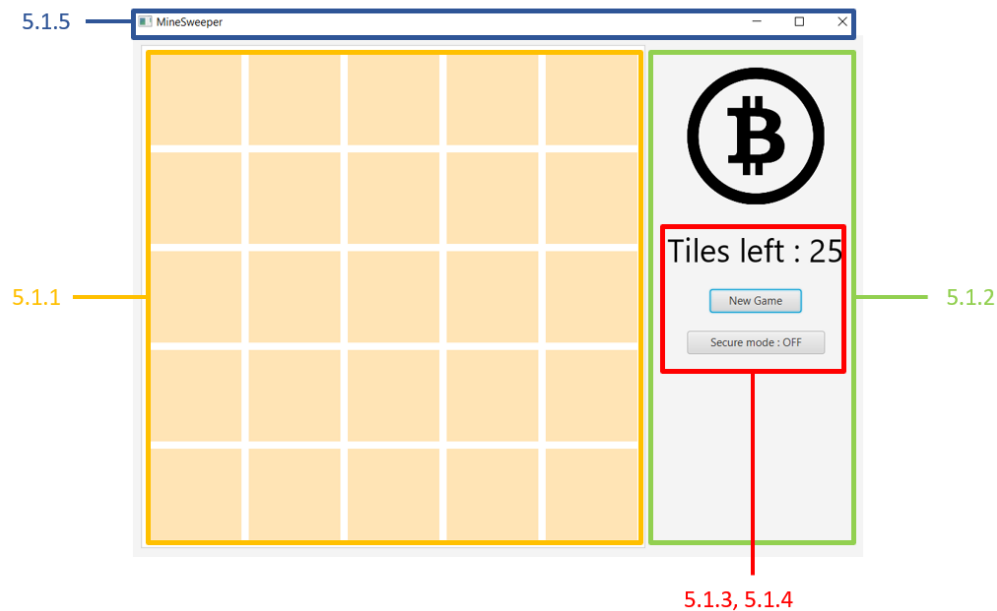 5.1.5
MineSweeper
Tiles left : 25
5.1.1
New Game
5.1.2
Secure mode : OFF
5.1.3, 5.1.4